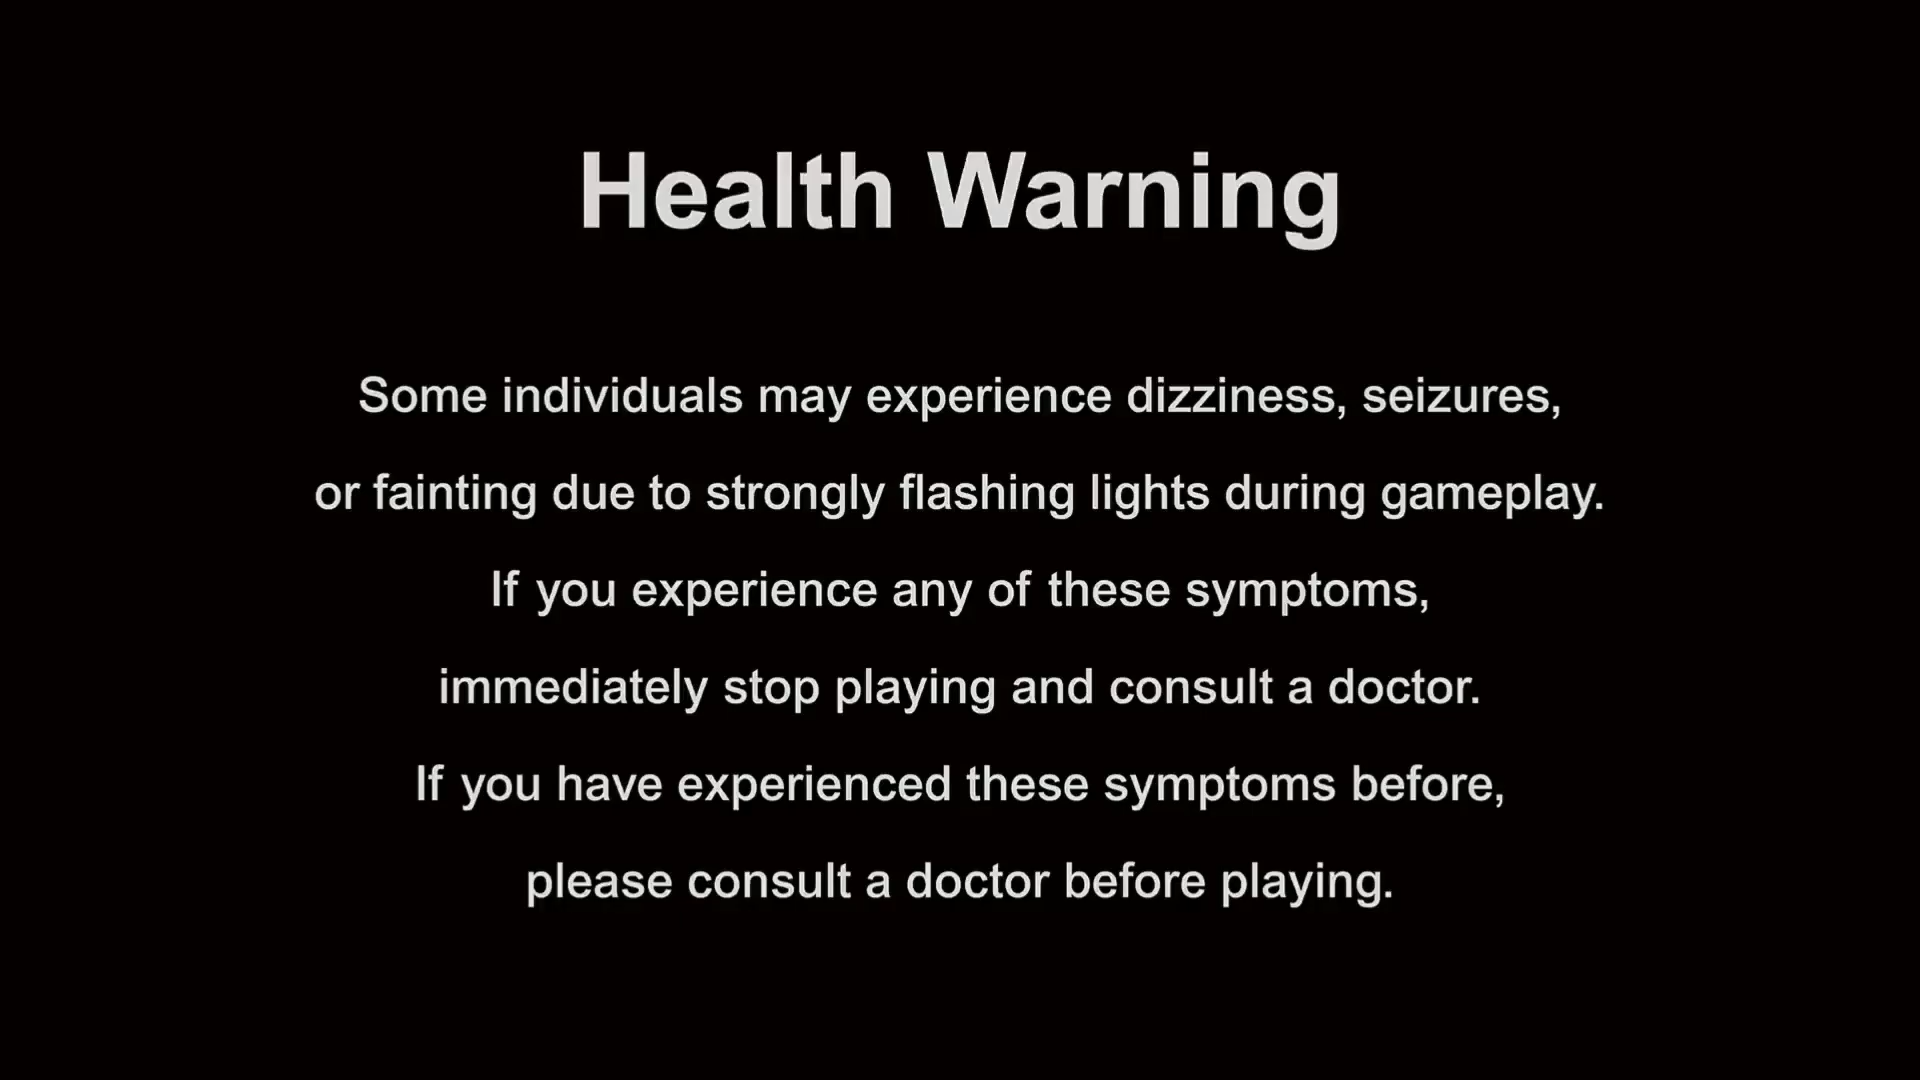 Health Warning
Some individuals may experience dizziness, seizures,
or fainting due to strongly flashing lights during gameplay.
If you experience any of these symptoms,
immediately stop playing and consult a doctor.
If you have experienced these symptoms before,
please consult a doctor before playing.